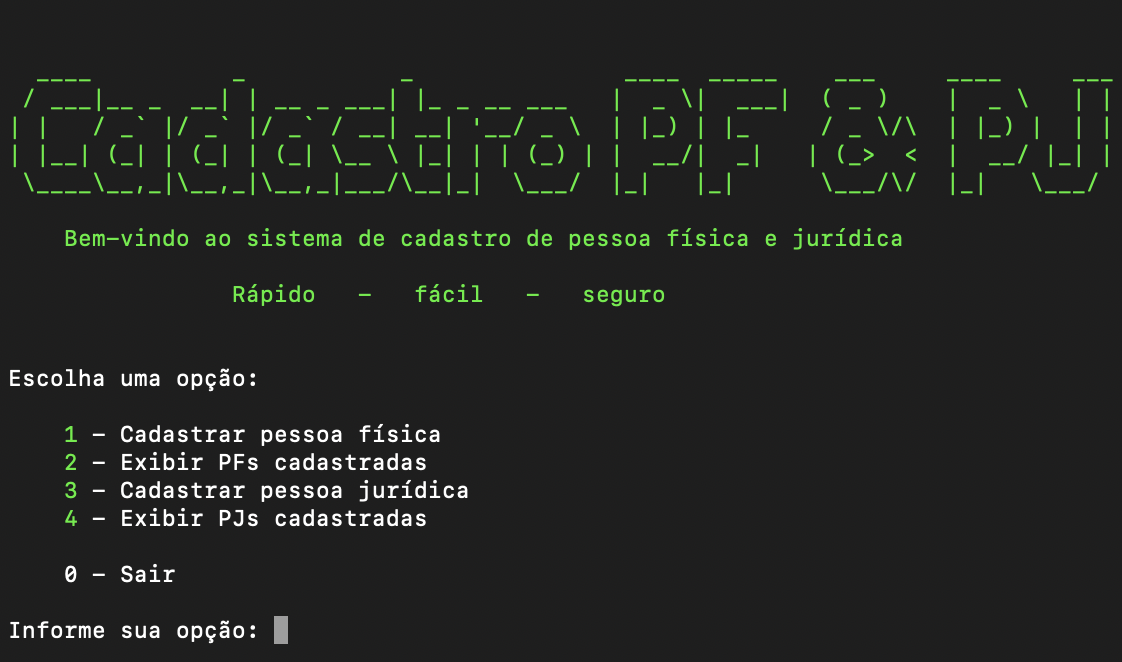 Cadastro PF & PJ
Bem-vindo ao sistema de cadastro de pessoa física e jurídica
Rápido - fácil - seguro
Escolha uma opção:
1 - Cadastrar pessoa física
2 - Exibir PFs cadastradas
3 - Cadastrar pessoa jurídica
4 - Exibir PJs cadastradas
0 - Sair
Informe sua opção: